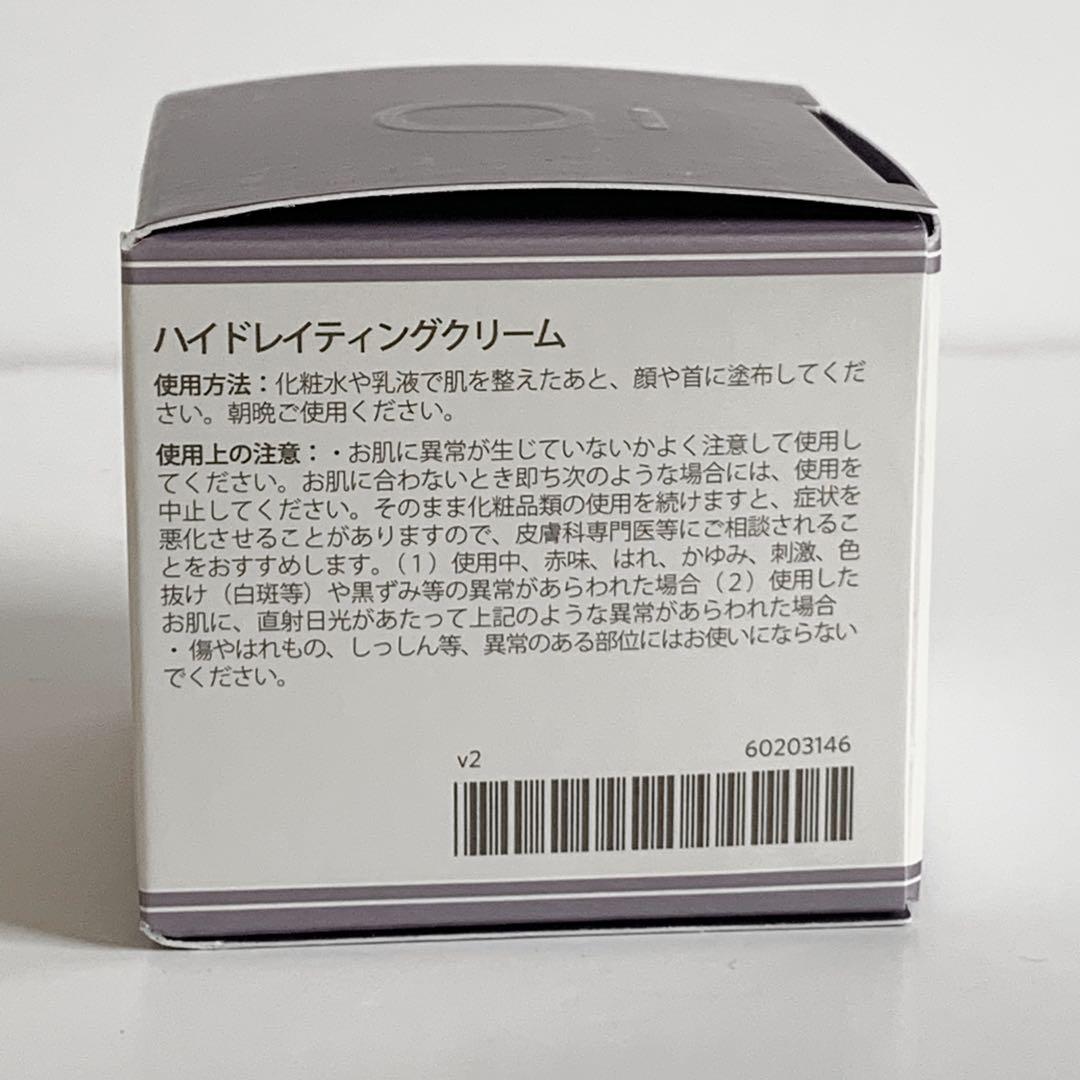 ハイドレイティングクリーム
使用方法：化粧水や乳液で肌を整えたあと、顔や首に塗布してくだ
さい。朝晩ご使用ください。
使用上の注意：・お肌に異常が生じていないかよく注意して使用し
てください。お肌に合わないとき即ち次のような場合には、使用を
中止してください。そのまま化粧品類の使用を続けますと、症状を
悪化させることがありますので、皮膚科専門医等にご相談されるこ
とをおすすめします。（1）使用中、赤味、はれ、かゆみ、刺激、色
抜け（白斑等）や黒ずみ等の異常があらわれた場合（2）使用した
お肌に、直射日光があたって上記のような異常があらわれた場合
・傷やはれもの、しっしん等、異常のある部位にはお使いにならない
でください。
v2
60203146